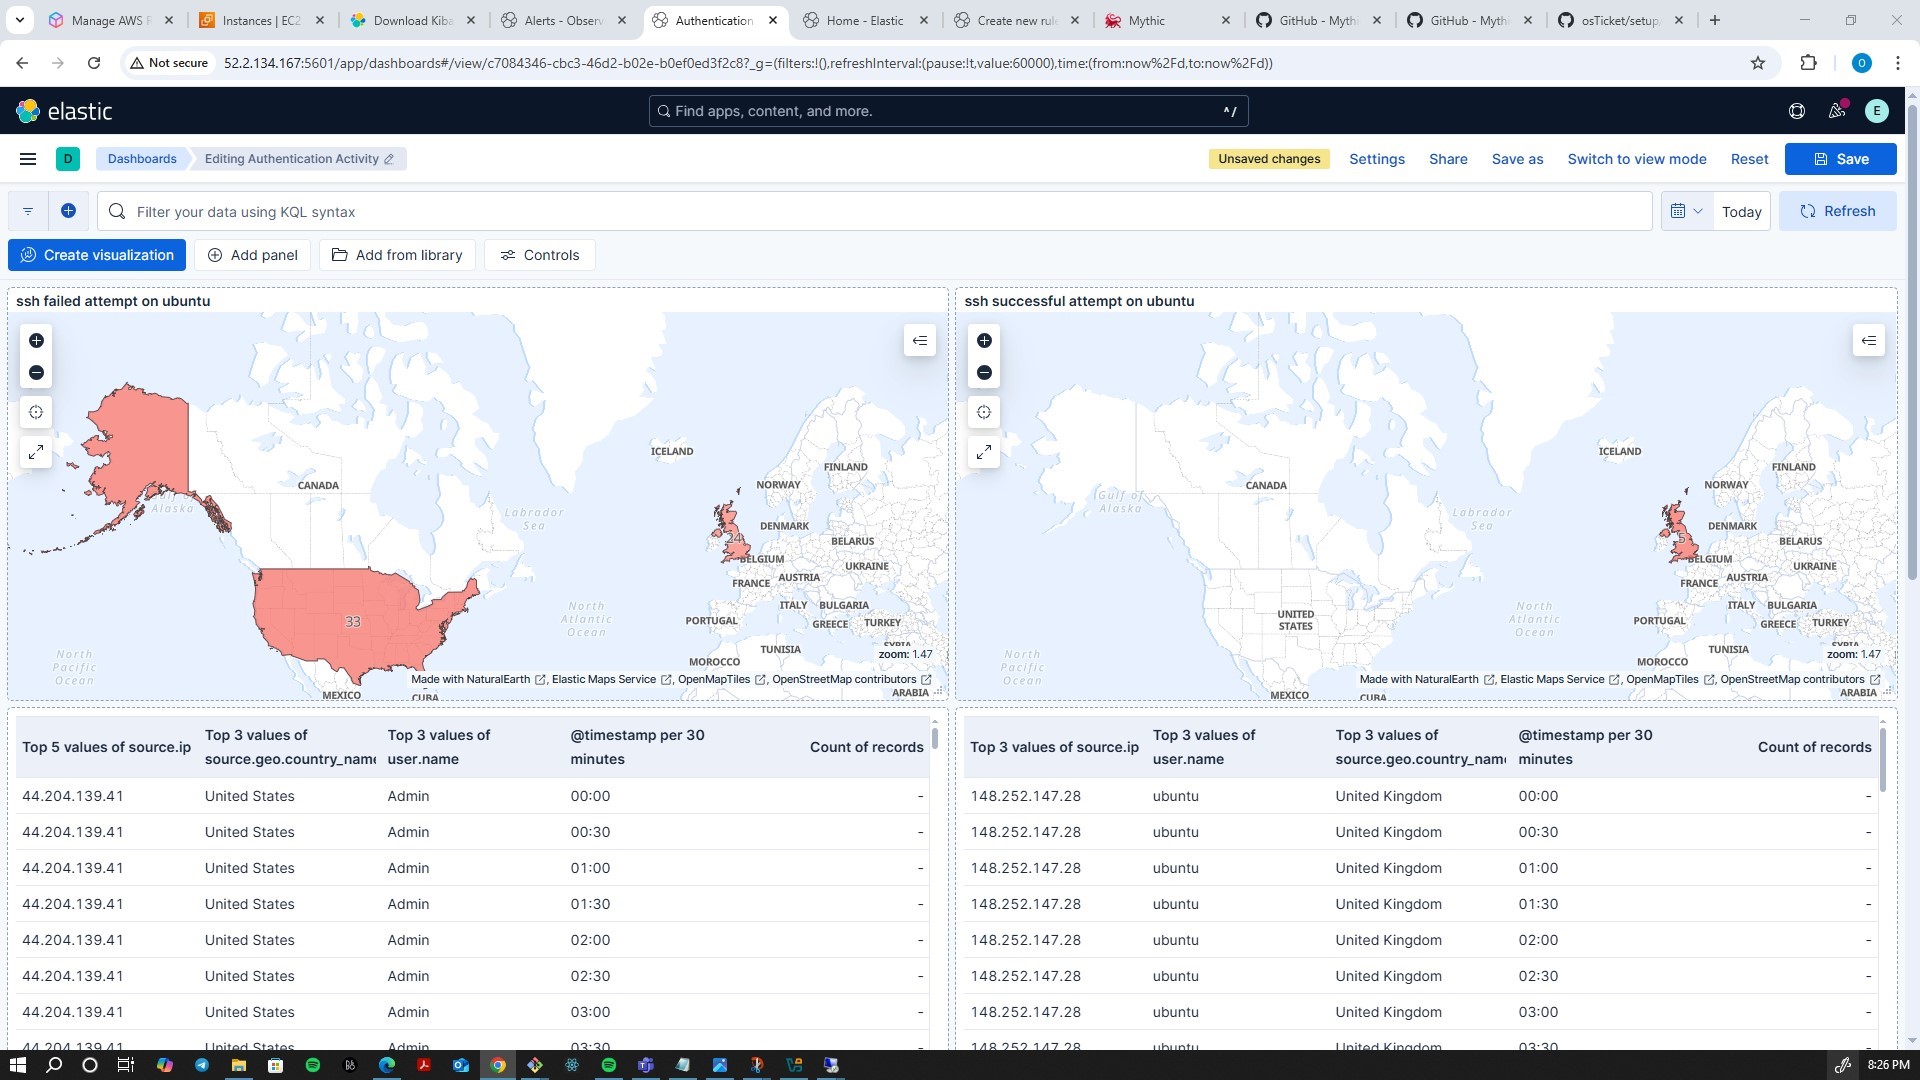 Manage AWS R
Instances | EC2
Download Kiba
Alerts - Observ
Authentication
Home - Elastic
Create new rul
Mythic
GitHub - Mythi
GitHub - Mythi
osTicket/setup
Not secure
52.2.134.167:5601/app/dashboards#/view/c7084346-cbc3-46d2-b02e-b0ef0ed3f2c8?_g=(filters:!(),refreshInterval:(pause:!t,value:60000),time:(from:now%2Fd,to:now%2Fd))
O
elastic
Find apps, content, and more.
^/
E
D
Dashboards
Editing Authentication Activity
Unsaved changes
Settings
Share
Save as
Switch to view mode
Reset
Save
Filter your data using KQL syntax
Today
Refresh
Create visualization
Add panel
Add from library
Controls
ssh failed attempt on ubuntu
ICELAND
FINLAND
NORWAY
CANADA
Gulf of
Alaska
Labrador
Sea
DENMARK
24
BELARUS
BELGIUM
UKRAINE
FRANCE
AUSTRIA
33
North
Atlantic
Ocean
ITALY
BULGARIA
PORTUGAL
GREECE
TURKEY
SYRIA
TUNISIA
zoom: 1.47
North
Pacific
Ocean
MOROCCO
Made with NaturalEarth, Elastic Maps Service, OpenMapTiles, OpenStreetMap contributors
MEXICO
CUBA
ARABIA
ssh successful attempt on ubuntu
ICELAND
FINLAND
NORWAY
CANADA
Gulf of
Alaska
Labrador
Sea
DENMARK
5
BELARUS
BELGIUM
UKRAINE
FRANCE
AUSTRIA
UNITED
STATES
North
Atlantic
Ocean
ITALY
BULGARIA
PORTUGAL
GREECE
TURKEY
SYRIA
TUNISIA
zoom: 1.47
North
Pacific
Ocean
MOROCCO
Made with NaturalEarth, Elastic Maps Service, OpenMapTiles, OpenStreetMap contributors
MEXICO
CUBA
ARABIA
Top 5 values of source.ip
Top 3 values of
source.geo.country_name
Top 3 values of
user.name
@timestamp per 30
minutes
Count of records
44.204.139.41 United States Admin 00:00 -
44.204.139.41 United States Admin 00:30 -
44.204.139.41 United States Admin 01:00 -
44.204.139.41 United States Admin 01:30 -
44.204.139.41 United States Admin 02:00 -
44.204.139.41 United States Admin 02:30 -
44.204.139.41 United States Admin 03:00 -
44.204.139.41 United States Admin 03:30 -
Top 3 values of source.ip
Top 3 values of
user.name
Top 3 values of
source.geo.country_name
@timestamp per 30
minutes
Count of records
148.252.147.28 ubuntu United Kingdom 00:00 -
148.252.147.28 ubuntu United Kingdom 00:30 -
148.252.147.28 ubuntu United Kingdom 01:00 -
148.252.147.28 ubuntu United Kingdom 01:30 -
148.252.147.28 ubuntu United Kingdom 02:00 -
148.252.147.28 ubuntu United Kingdom 02:30 -
148.252.147.28 ubuntu United Kingdom 03:00 -
148.252.147.28 ubuntu United Kingdom 03:30 -
8:26 PM